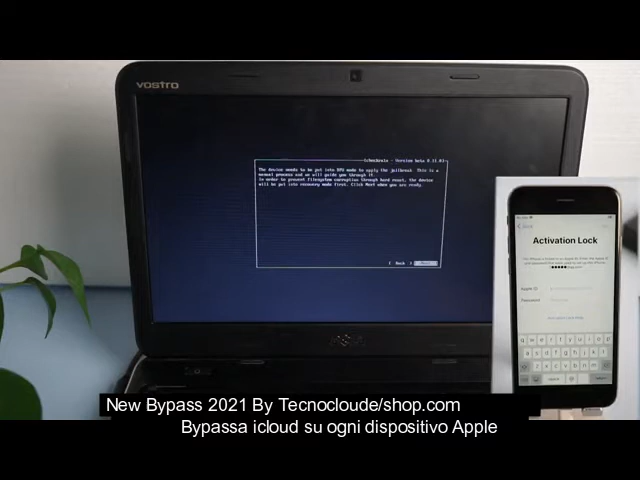 vostro
checkra1n - Version beta 0.11.03
The device needs to be put into DFU mode to apply the jailbreak. This is a
manual process and we will guide you through it.
In order to prevent filesystem corruption through hard reset, the device
will be put into recovery mode first. Click Next when you are ready.
Back
Next
Activation Lock
Apple ID
Password
q w e r t y u i o p
a s d f g h j k l
z x c v b n m
New Bypass 2021 By Tecnocloude/shop.com
Bypassa icloud su ogni dispositivo Apple